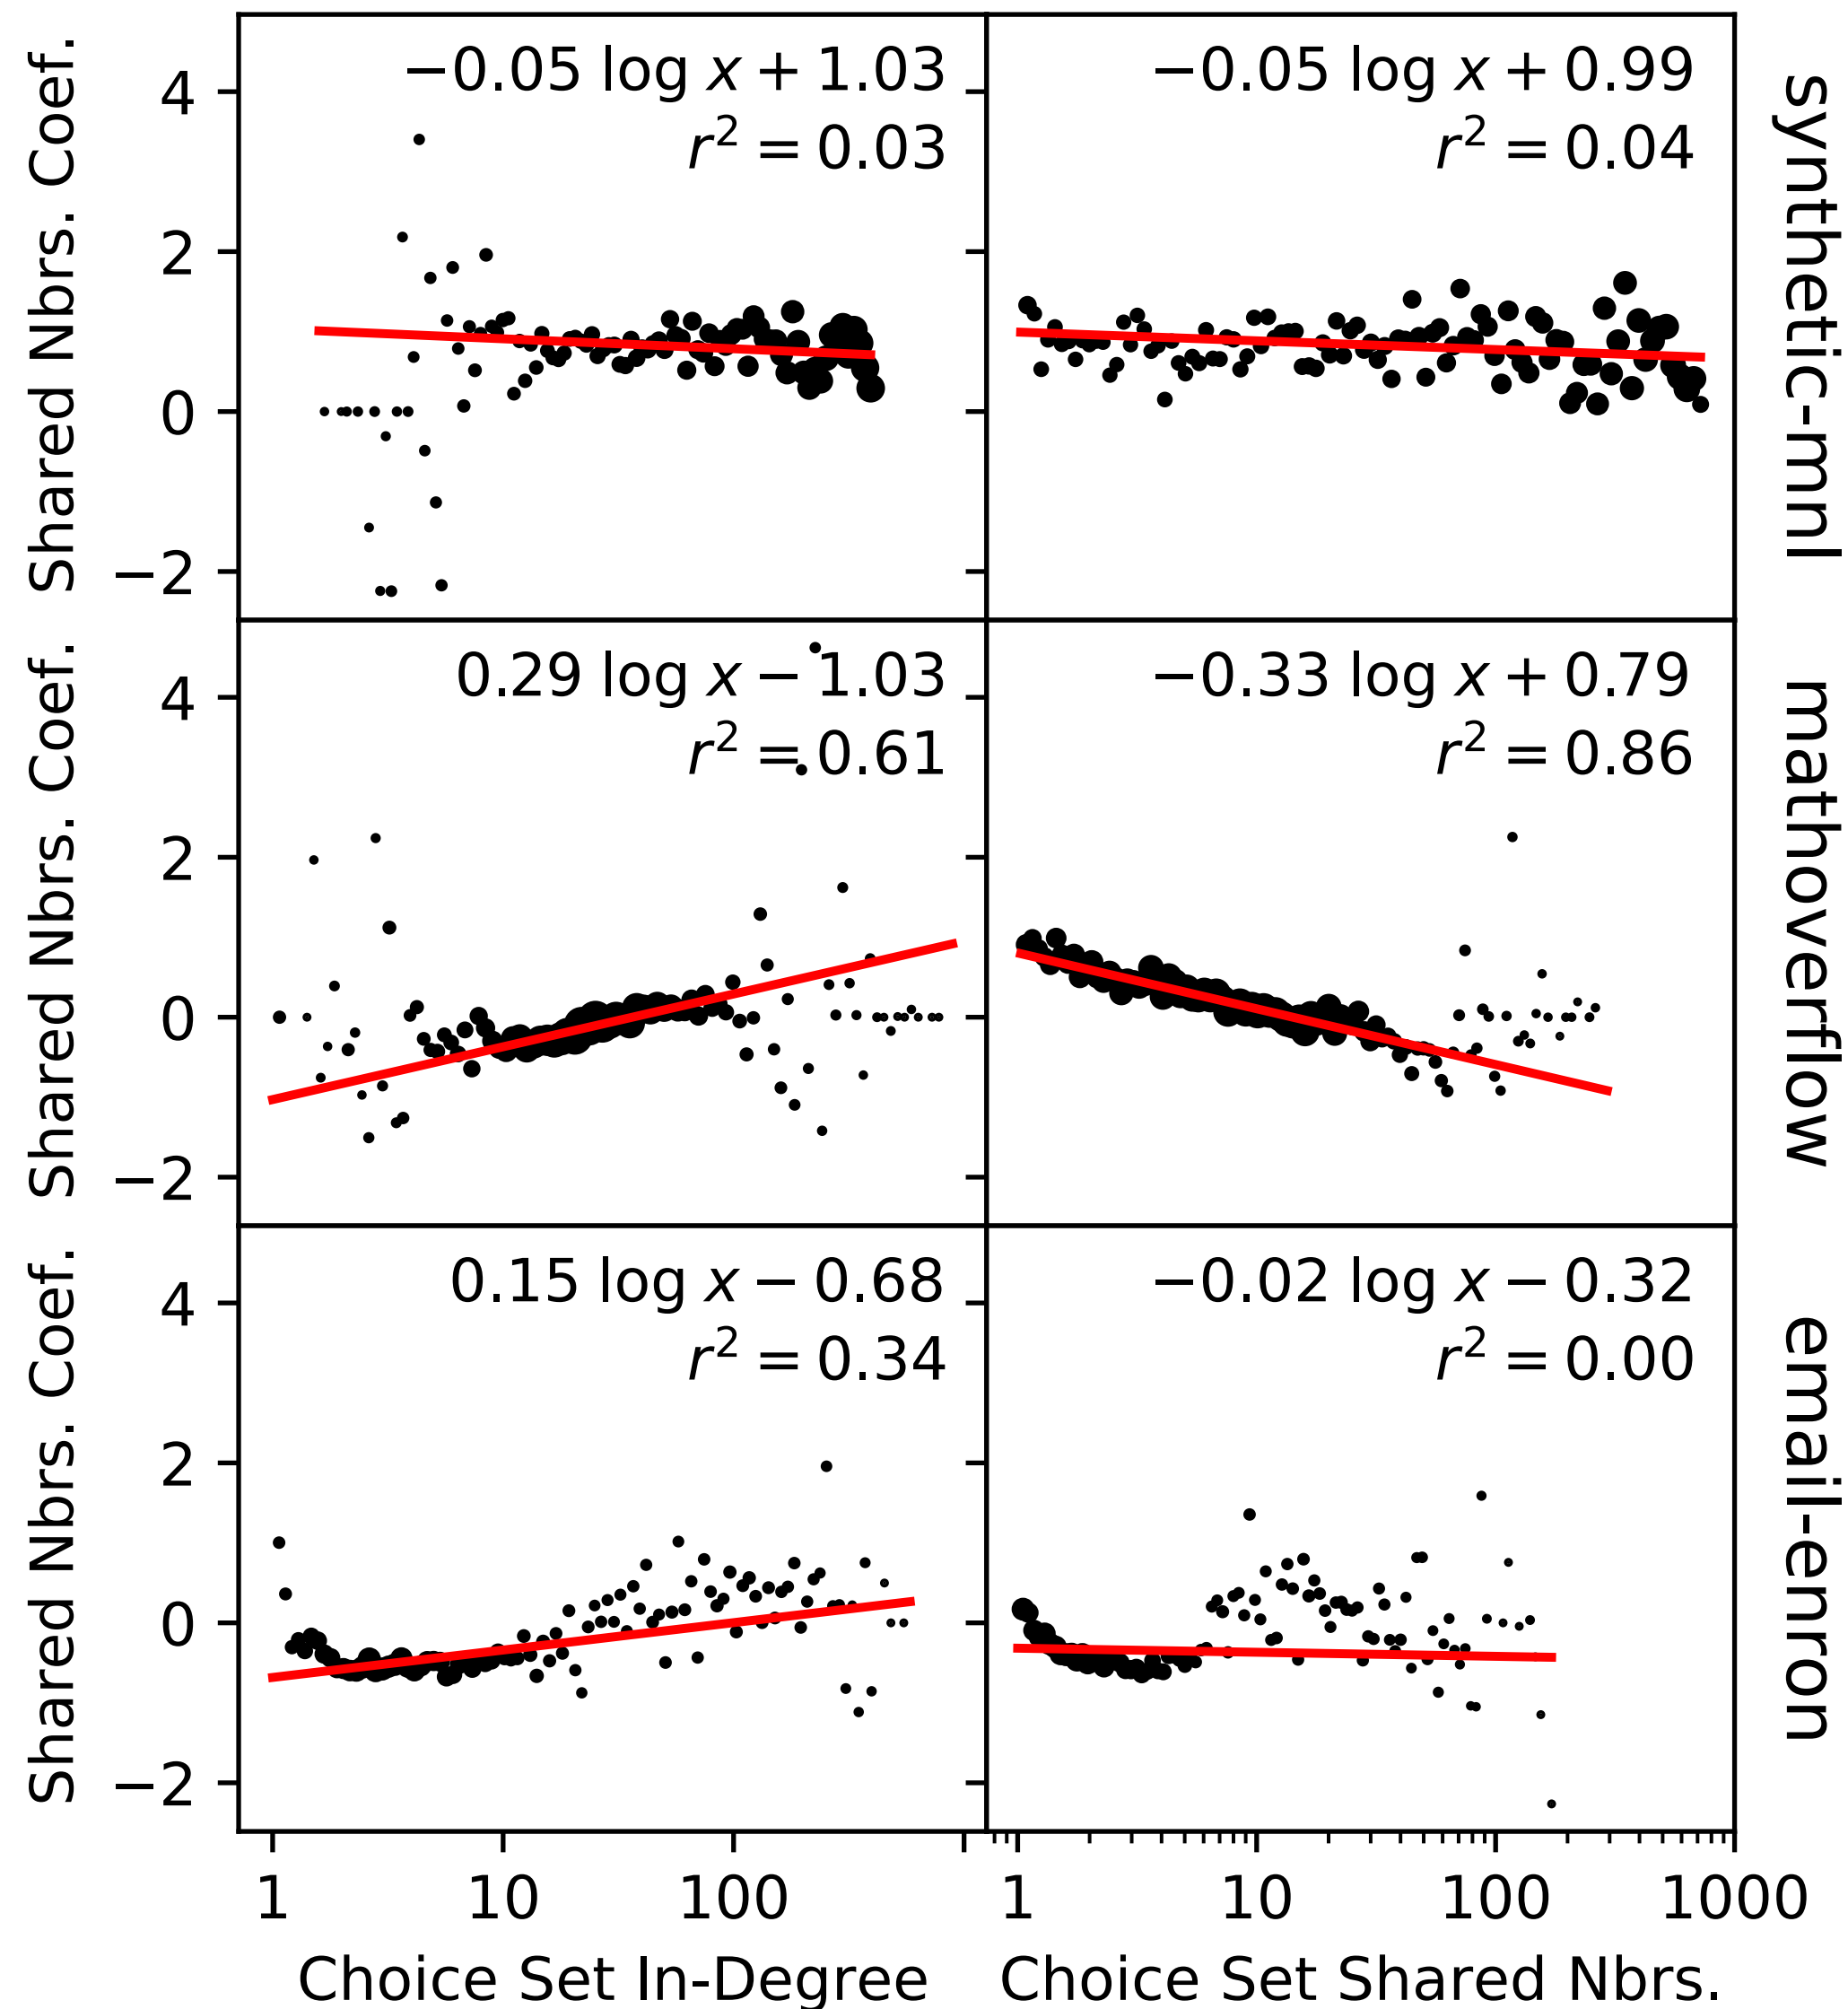 Shared Nbrs. Coef.
4
2
0
−2
−0.05 log x + 1.03
r² = 0.03
−0.05 log x + 0.99
r² = 0.04
synthetic-mnl
Shared Nbrs. Coef.
4
2
0
−2
0.29 log x − 1.03
r² = 0.61
−0.33 log x + 0.79
r² = 0.86
mathoverflow
Shared Nbrs. Coef.
4
2
0
−2
0.15 log x − 0.68
r² = 0.34
−0.02 log x − 0.32
r² = 0.00
email-enron
1 10 100
1 10 100 1000
Choice Set In-Degree
Choice Set Shared Nbrs.